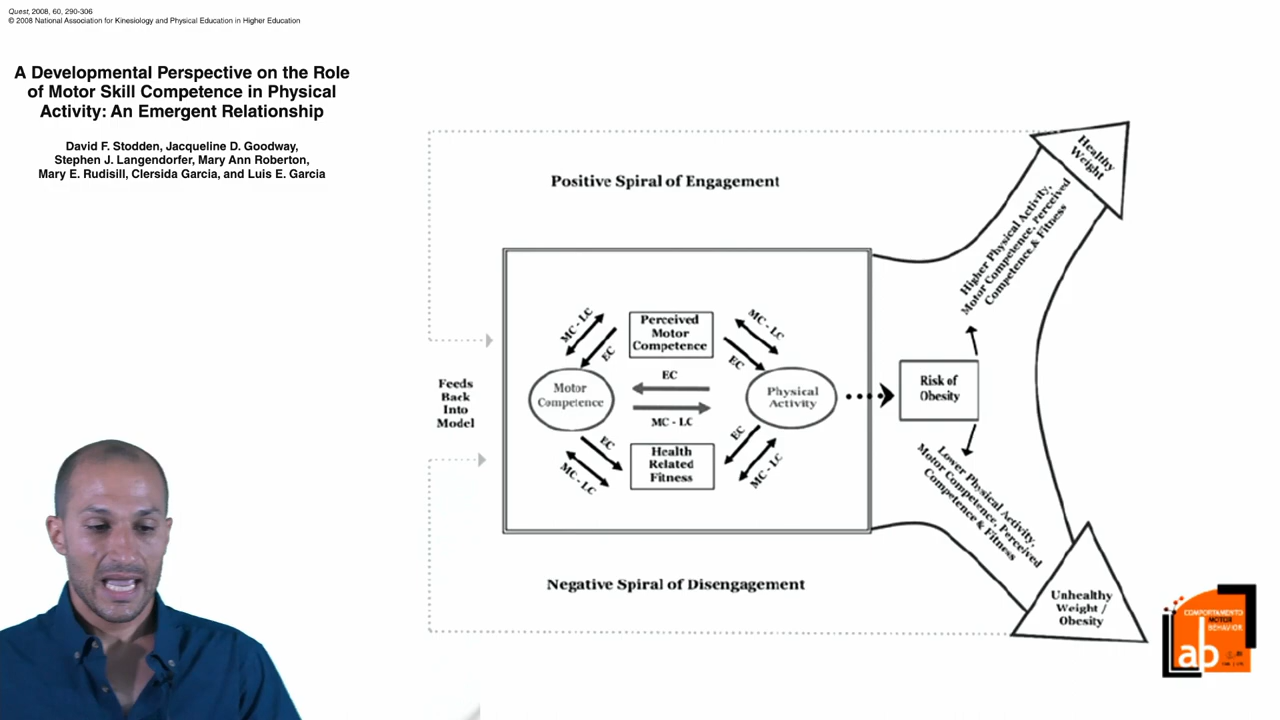 Quest, 2008, 60, 290-306
© 2008 National Association for Kinesiology and Physical Education in Higher Education
A Developmental Perspective on the Role
of Motor Skill Competence in Physical
Activity: An Emergent Relationship
David F. Stodden, Jacqueline D. Goodway,
Stephen J. Langendorfer, Mary Ann Roberton,
Mary E. Rudisill, Clersida Garcia, and Luis E. Garcia
Positive Spiral of Engagement
Healthy
Weight
Higher Physical Activity,
Motor Competence, Perceived
Competence & Fitness
MC - LC
EC
Perceived
Motor
Competence
MC - LC
EC
Feeds
Back
Into
Model
Motor
Competence
EC
MC - LC
Physical
Activity
Risk of
Obesity
EC
MC - LC
Health
Related
Fitness
EC
MC - LC
Lower Physical Activity,
Motor Competence, Perceived
Competence & Fitness
Negative Spiral of Disengagement
Unhealthy
Weight /
Obesity
COMPORTAMENTO
MOTOR
BEHAVIOR
Lab